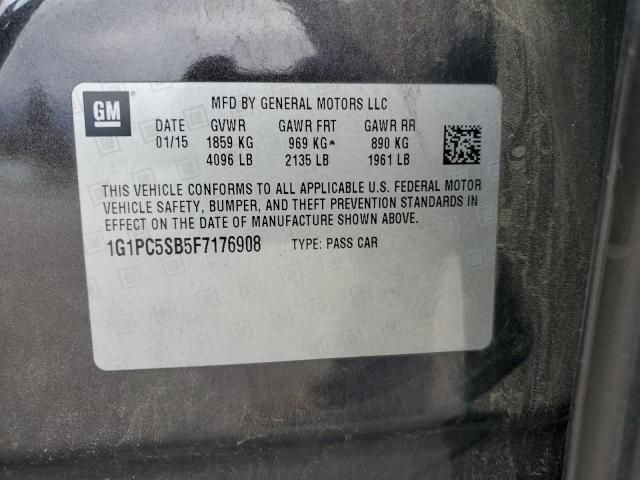 GM MFD BY GENERAL MOTORS LLC
DATE GVWR GAWR FRT GAWR RR
01/15 1859 KG 969 KG 890 KG
4096 LB 2135 LB 1961 LB
THIS VEHICLE CONFORMS TO ALL APPLICABLE U.S. FEDERAL MOTOR
VEHICLE SAFETY, BUMPER, AND THEFT PREVENTION STANDARDS IN
EFFECT ON THE DATE OF MANUFACTURE SHOWN ABOVE.
1G1PC5SB5F7176908 TYPE: PASS CAR